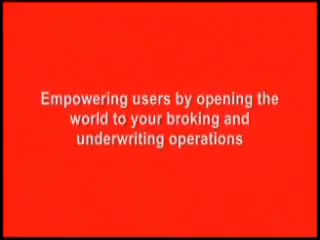 Empowering users by opening the
world to your broking and
underwriting operations